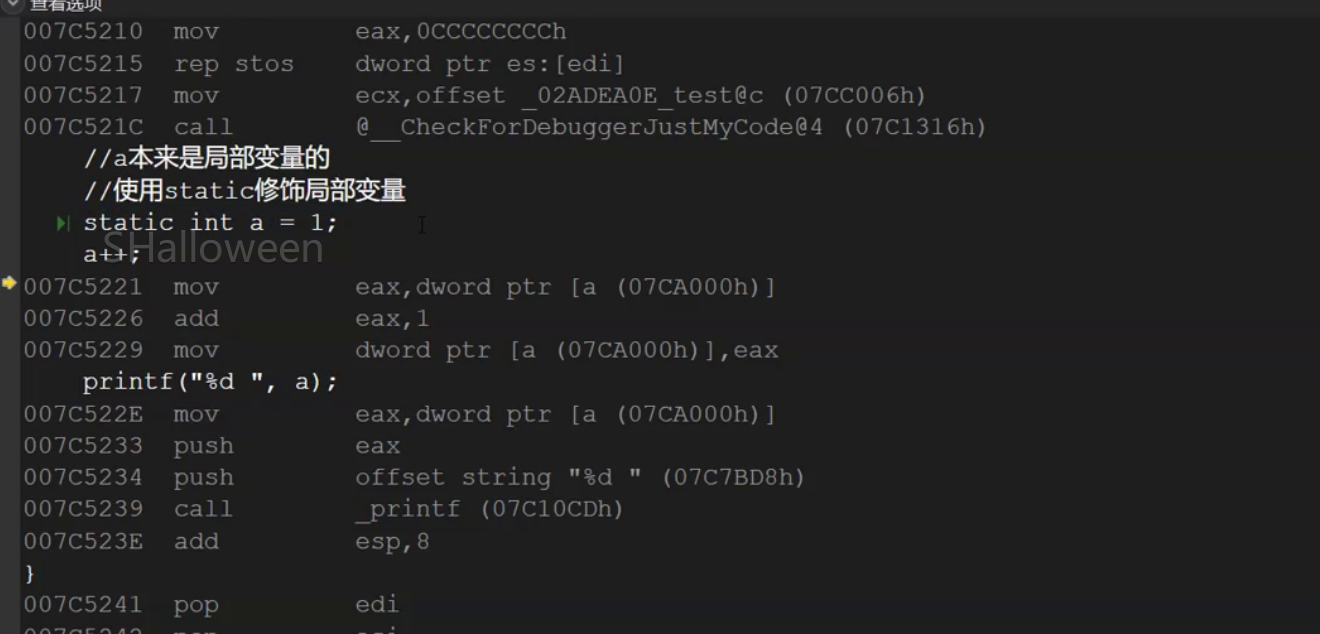 查看选项
007C5210 mov eax,0CCCCCCCCh
007C5215 rep stos dword ptr es:[edi]
007C5217 mov ecx,offset _02ADEA0E_test@c (07CC006h)
007C521C call @__CheckForDebuggerJustMyCode@4 (07C1316h)
//a本来是局部变量的
//使用static修饰局部变量
static int a = 1;
SHalloween
a++;
007C5221 mov eax,dword ptr [a (07CA000h)]
007C5226 add eax,1
007C5229 mov dword ptr [a (07CA000h)],eax
printf("%d ", a);
007C522E mov eax,dword ptr [a (07CA000h)]
007C5233 push eax
007C5234 push offset string "%d " (07C7BD8h)
007C5239 call _printf (07C10CDh)
007C523E add esp,8
}
007C5241 pop edi